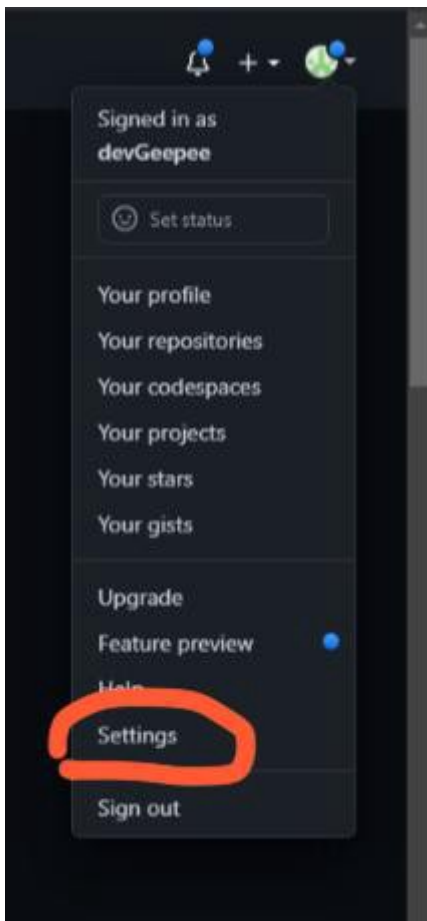 Signed in as
devGeepee
Set status
Your profile
Your repositories
Your codespaces
Your projects
Your stars
Your gists
Upgrade
Feature preview
Help
Settings
Sign out